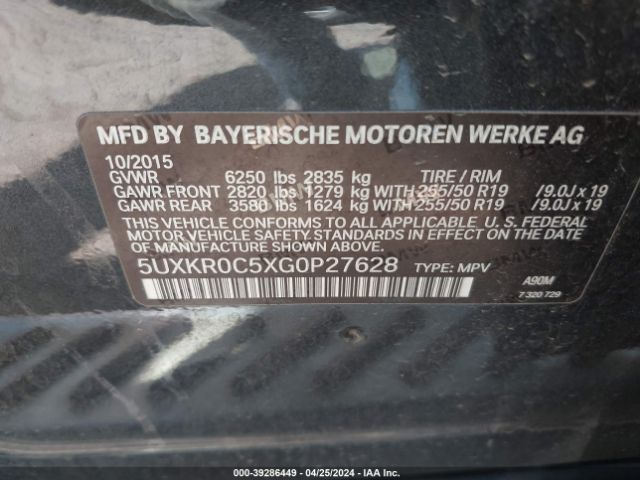 MFD BY BAYERISCHE MOTOREN WERKE AG
10/2015
GVWR 6250 lbs 2835 kg TIRE / RIM
GAWR FRONT 2820 lbs 1279 kg WITH 255/50 R19 /9.0J x 19
GAWR REAR 3580 lbs 1624 kg WITH 255/50 R19 /9.0J x 19
THIS VEHICLE CONFORMS TO ALL APPLICABLE U. S. FEDERAL
MOTOR VEHICLE SAFETY STANDARDS IN EFFECT ON THE
DATE OF MANUFACTURE SHOWN ABOVE.
5UXKR0C5XG0P27628 TYPE: MPV
A90M
7 320 729
000-39286449 - 04/25/2024 - IAA Inc.